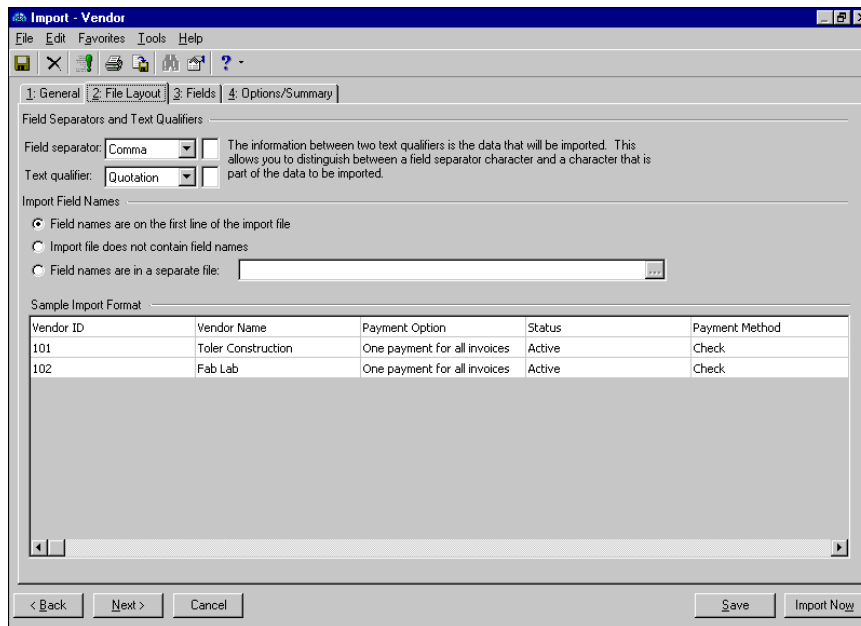 Import - Vendor
File Edit Favorites Tools Help
1: General 2: File Layout 3: Fields 4: Options/Summary
Field Separators and Text Qualifiers
Field separator: Comma
The information between two text qualifiers is the data that will be imported. This
allows you to distinguish between a field separator character and a character that is
part of the data to be imported.
Text qualifier: Quotation
Import Field Names
Field names are on the first line of the import file
Import file does not contain field names
Field names are in a separate file: ...
Sample Import Format
Vendor ID Vendor Name Payment Option Status Payment Method
101 Toler Construction One payment for all invoices Active Check
102 Fab Lab One payment for all invoices Active Check
< Back Next > Cancel Save Import Now